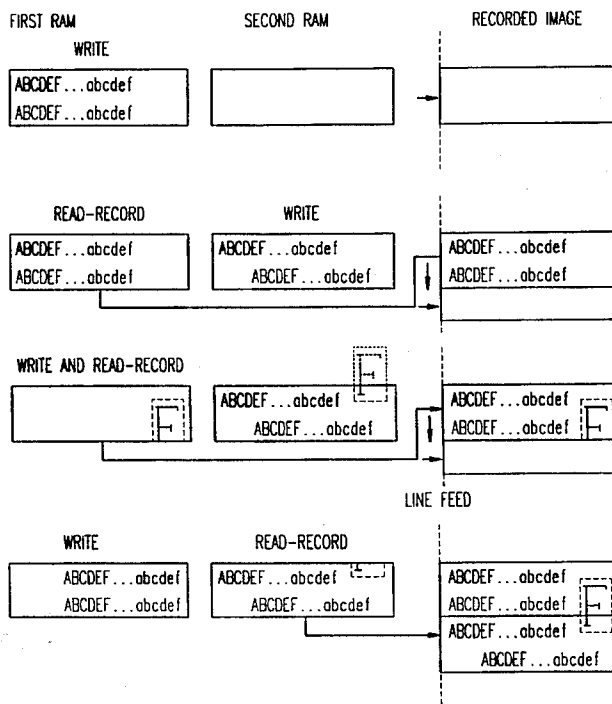 FIRST RAM SECOND RAM RECORDED IMAGE
WRITE
ABCDEF...abcdef
ABCDEF...abcdef
READ-RECORD WRITE
ABCDEF...abcdef ABCDEF...abcdef ABCDEF...abcdef
ABCDEF...abcdef ABCDEF...abcdef ABCDEF...abcdef
WRITE AND READ-RECORD
F
ABCDEF...abcdef ABCDEF...abcdef
F ABCDEF...abcdef ABCDEF...abcdef F
LINE FEED
WRITE READ-RECORD
ABCDEF...abcdef ABCDEF...abcdef ABCDEF...abcdef
ABCDEF...abcdef ABCDEF...abcdef ABCDEF...abcdef F
ABCDEF...abcdef
ABCDEF...abcdef